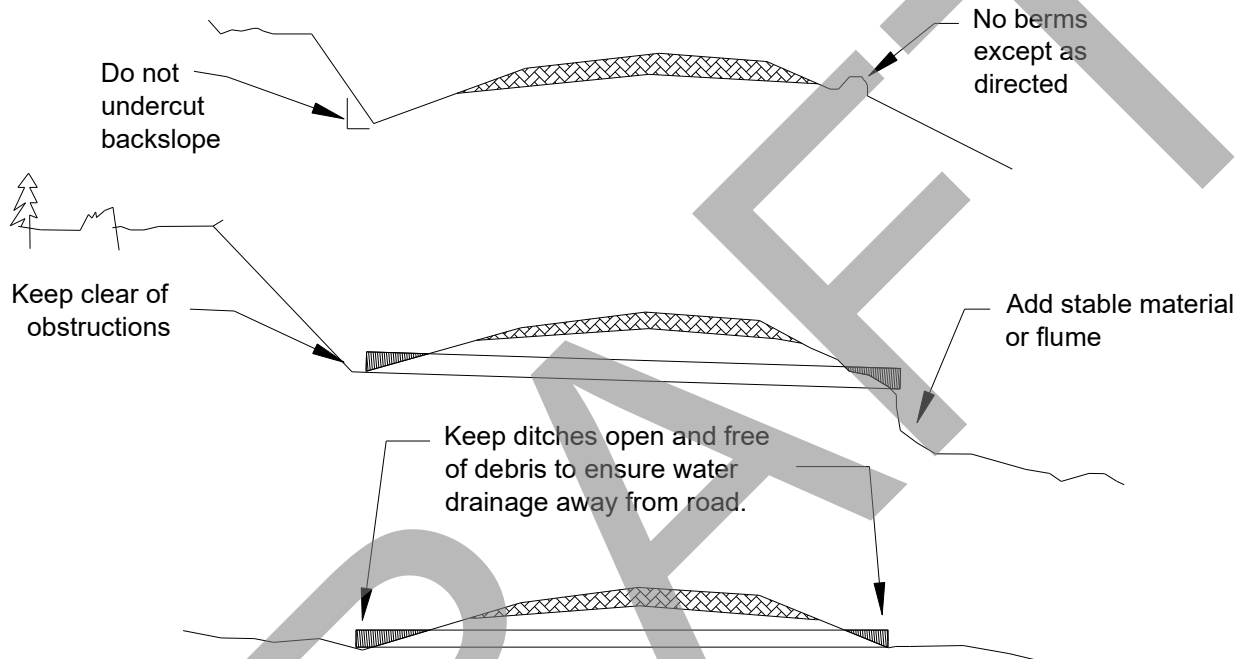 No berms
except as
directed
Do not
undercut
backslope
Keep clear of
obstructions
Add stable material
or flume
Keep ditches open and free
of debris to ensure water
drainage away from road.
DRAFT